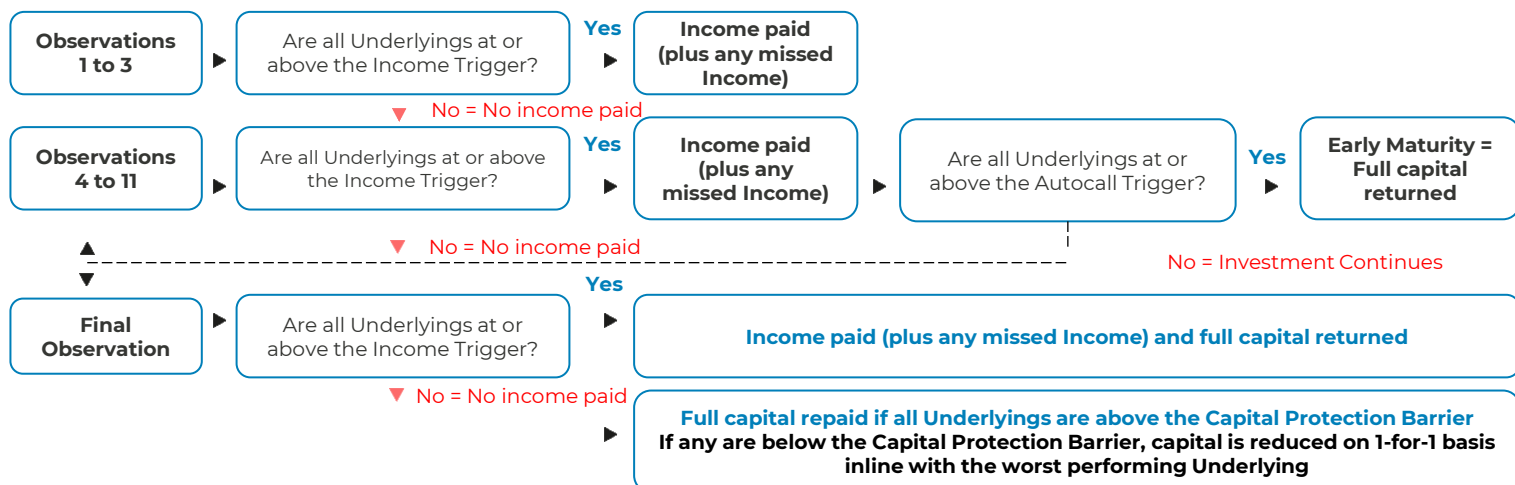 Observations
1 to 3
Are all Underlyings at or
above the Income Trigger?
Yes
Income paid
(plus any missed
Income)
No = No income paid
Observations
4 to 11
Are all Underlyings at or above
the Income Trigger?
Yes
Income paid
(plus any
missed Income)
Are all Underlyings at or
above the Autocall Trigger?
Yes
Early Maturity =
Full capital
returned
No = No income paid
No = Investment Continues
Final
Observation
Are all Underlyings at or
above the Income Trigger?
Yes
Income paid (plus any missed Income) and full capital returned
No = No income paid
Full capital repaid if all Underlyings are above the Capital Protection Barrier
If any are below the Capital Protection Barrier, capital is reduced on 1-for-1 basis
inline with the worst performing Underlying